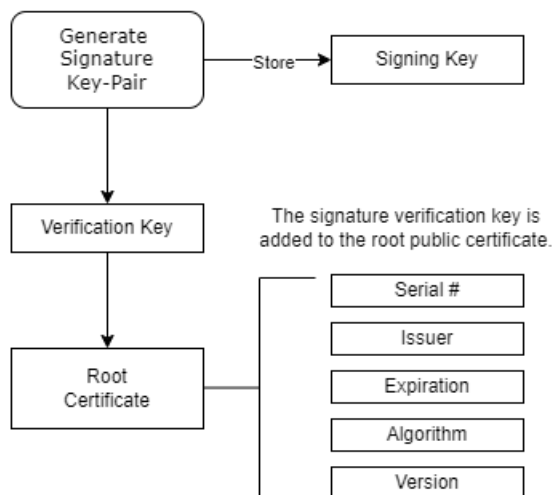 Generate
Signature
Key-Pair
Store
Signing Key
Verification Key
The signature verification key is
added to the root public certificate.
Root
Certificate
Serial #
Issuer
Expiration
Algorithm
Version